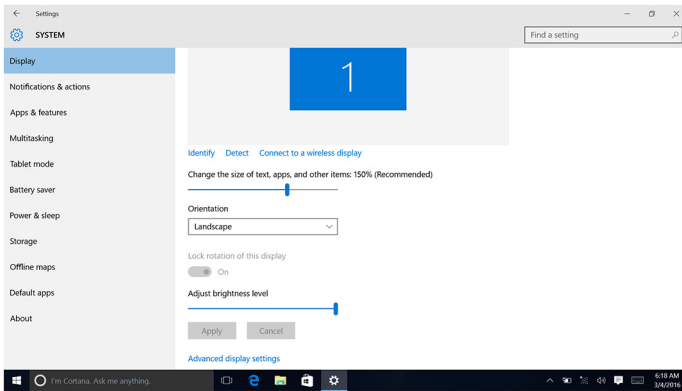 Settings
SYSTEM
Find a setting
Display
Notifications & actions
Apps & features
Multitasking
Tablet mode
Battery saver
Power & sleep
Storage
Offline maps
Default apps
About
1
Identify Detect Connect to a wireless display
Change the size of text, apps, and other items: 150% (Recommended)
Orientation
Landscape
Lock rotation of this display
On
Adjust brightness level
Apply Cancel
Advanced display settings
I'm Cortana. Ask me anything.
6:18 AM
3/4/2016